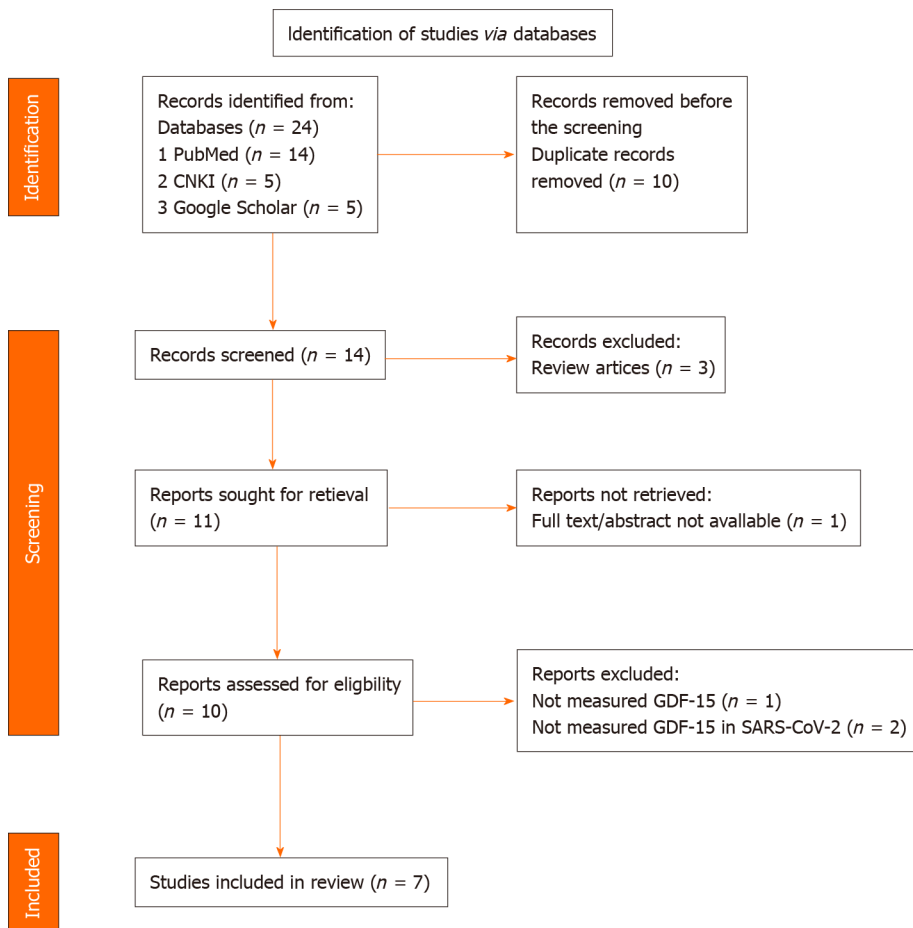 Identification of studies via databases
Identification
Records identified from:
Databases (n = 24)
1 PubMed (n = 14)
2 CNKI (n = 5)
3 Google Scholar (n = 5)
Records removed before
the screening
Duplicate records
removed (n = 10)
Screening
Records screened (n = 14)
Records excluded:
Review artices (n = 3)
Reports sought for retieval
(n = 11)
Reports not retrieved:
Full text/abstract not avallable (n = 1)
Reports assessed for eligbility
(n = 10)
Reports excluded:
Not measured GDF-15 (n = 1)
Not measured GDF-15 in SARS-CoV-2 (n = 2)
Included
Studies included in review (n = 7)